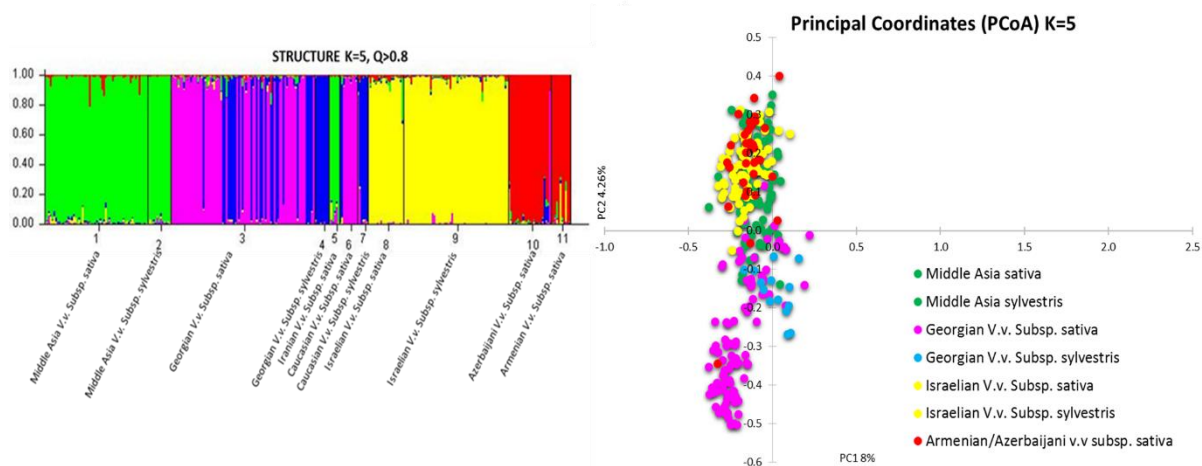 STRUCTURE K=5, Q>0.8
1.00
0.80
0.60
0.40
0.20
0.00
1
2
3
4
5
6
7
8
9
10
11
Middle Asia V.v. Subsp. sativa
Middle Asia V.v. Subsp. sylvestris
Georgian V.v. Subsp. sativa
Georgian V.v. Subsp. sylvestris
Iranian V.v. Subsp. sativa
Caucasian V.v. Subsp. sativa
Caucasian V.v. Subsp. sylvestris
Israelian V.v. Subsp. sativa
Israelian V.v. Subsp. sylvestris
Azerbaijani V.v. Subsp. sativa
Armenian V.v. Subsp. sativa
Principal Coordinates (PCoA) K=5
0.5
0.4
0.3
0.2
0.1
0.0
-0.1
-0.2
-0.3
-0.4
-0.5
-0.6
PC2 4.26%
-1.0
-0.5
0.0
0.5
1.0
1.5
2.0
2.5
Middle Asia sativa
Middle Asia sylvestris
Georgian V.v. Subsp. sativa
Georgian V.v. Subsp. sylvestris
Israelian V.v. Subsp. sativa
Israelian V.v. Subsp. sylvestris
Armenian/Azerbaijani v.v subsp. sativa
PC1 8%